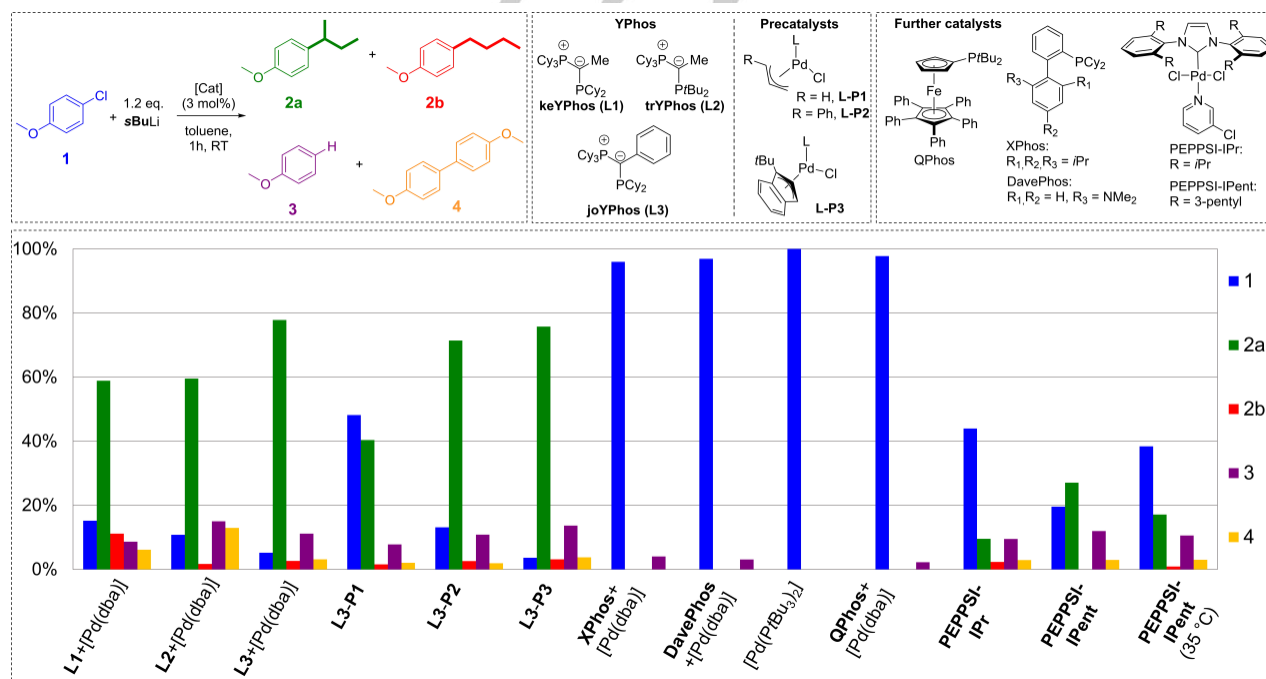 Cl
O
1
+
1.2 eq.
sBuLi
[Cat]
(3 mol%)
toluene,
1h, RT
O
2a
+
O
2b
H
O
3
+
O
O
4
YPhos
⊕
Cy3P
⊖
Me
PCy2
keYPhos (L1)
⊕
Cy3P
⊖
Me
PtBu2
trYPhos (L2)
⊕
Cy3P
⊖
PCy2
joYPhos (L3)
Precatalysts
L
R
Pd
Cl
R = H, L-P1
R = Ph, L-P2
L
tBu
Pd
Cl
L-P3
Further catalysts
PtBu2
Fe
Ph
Ph
Ph
Ph
Ph
QPhos
PCy2
R3
R1
R2
XPhos:
R1,R2,R3 = iPr
DavePhos:
R1,R2 = H, R3 = NMe2
R
R
N
N
R
R
Cl
Pd
Cl
N
Cl
PEPPSI-IPr:
R = iPr
PEPPSI-IPent:
R = 3-pentyl
100%
80%
60%
40%
20%
0%
L1+[Pd(dba)]
L2+[Pd(dba)]
L3+[Pd(dba)]
L3-P1
L3-P2
L3-P3
XPhos+
[Pd(dba)]
DavePhos
+[Pd(dba)]
[Pd(PtBu3)2]
QPhos+
[Pd(dba)]
PEPPSI-
IPr
PEPPSI-
IPent
PEPPSI-
IPent
(35 °C)
1
2a
2b
3
4